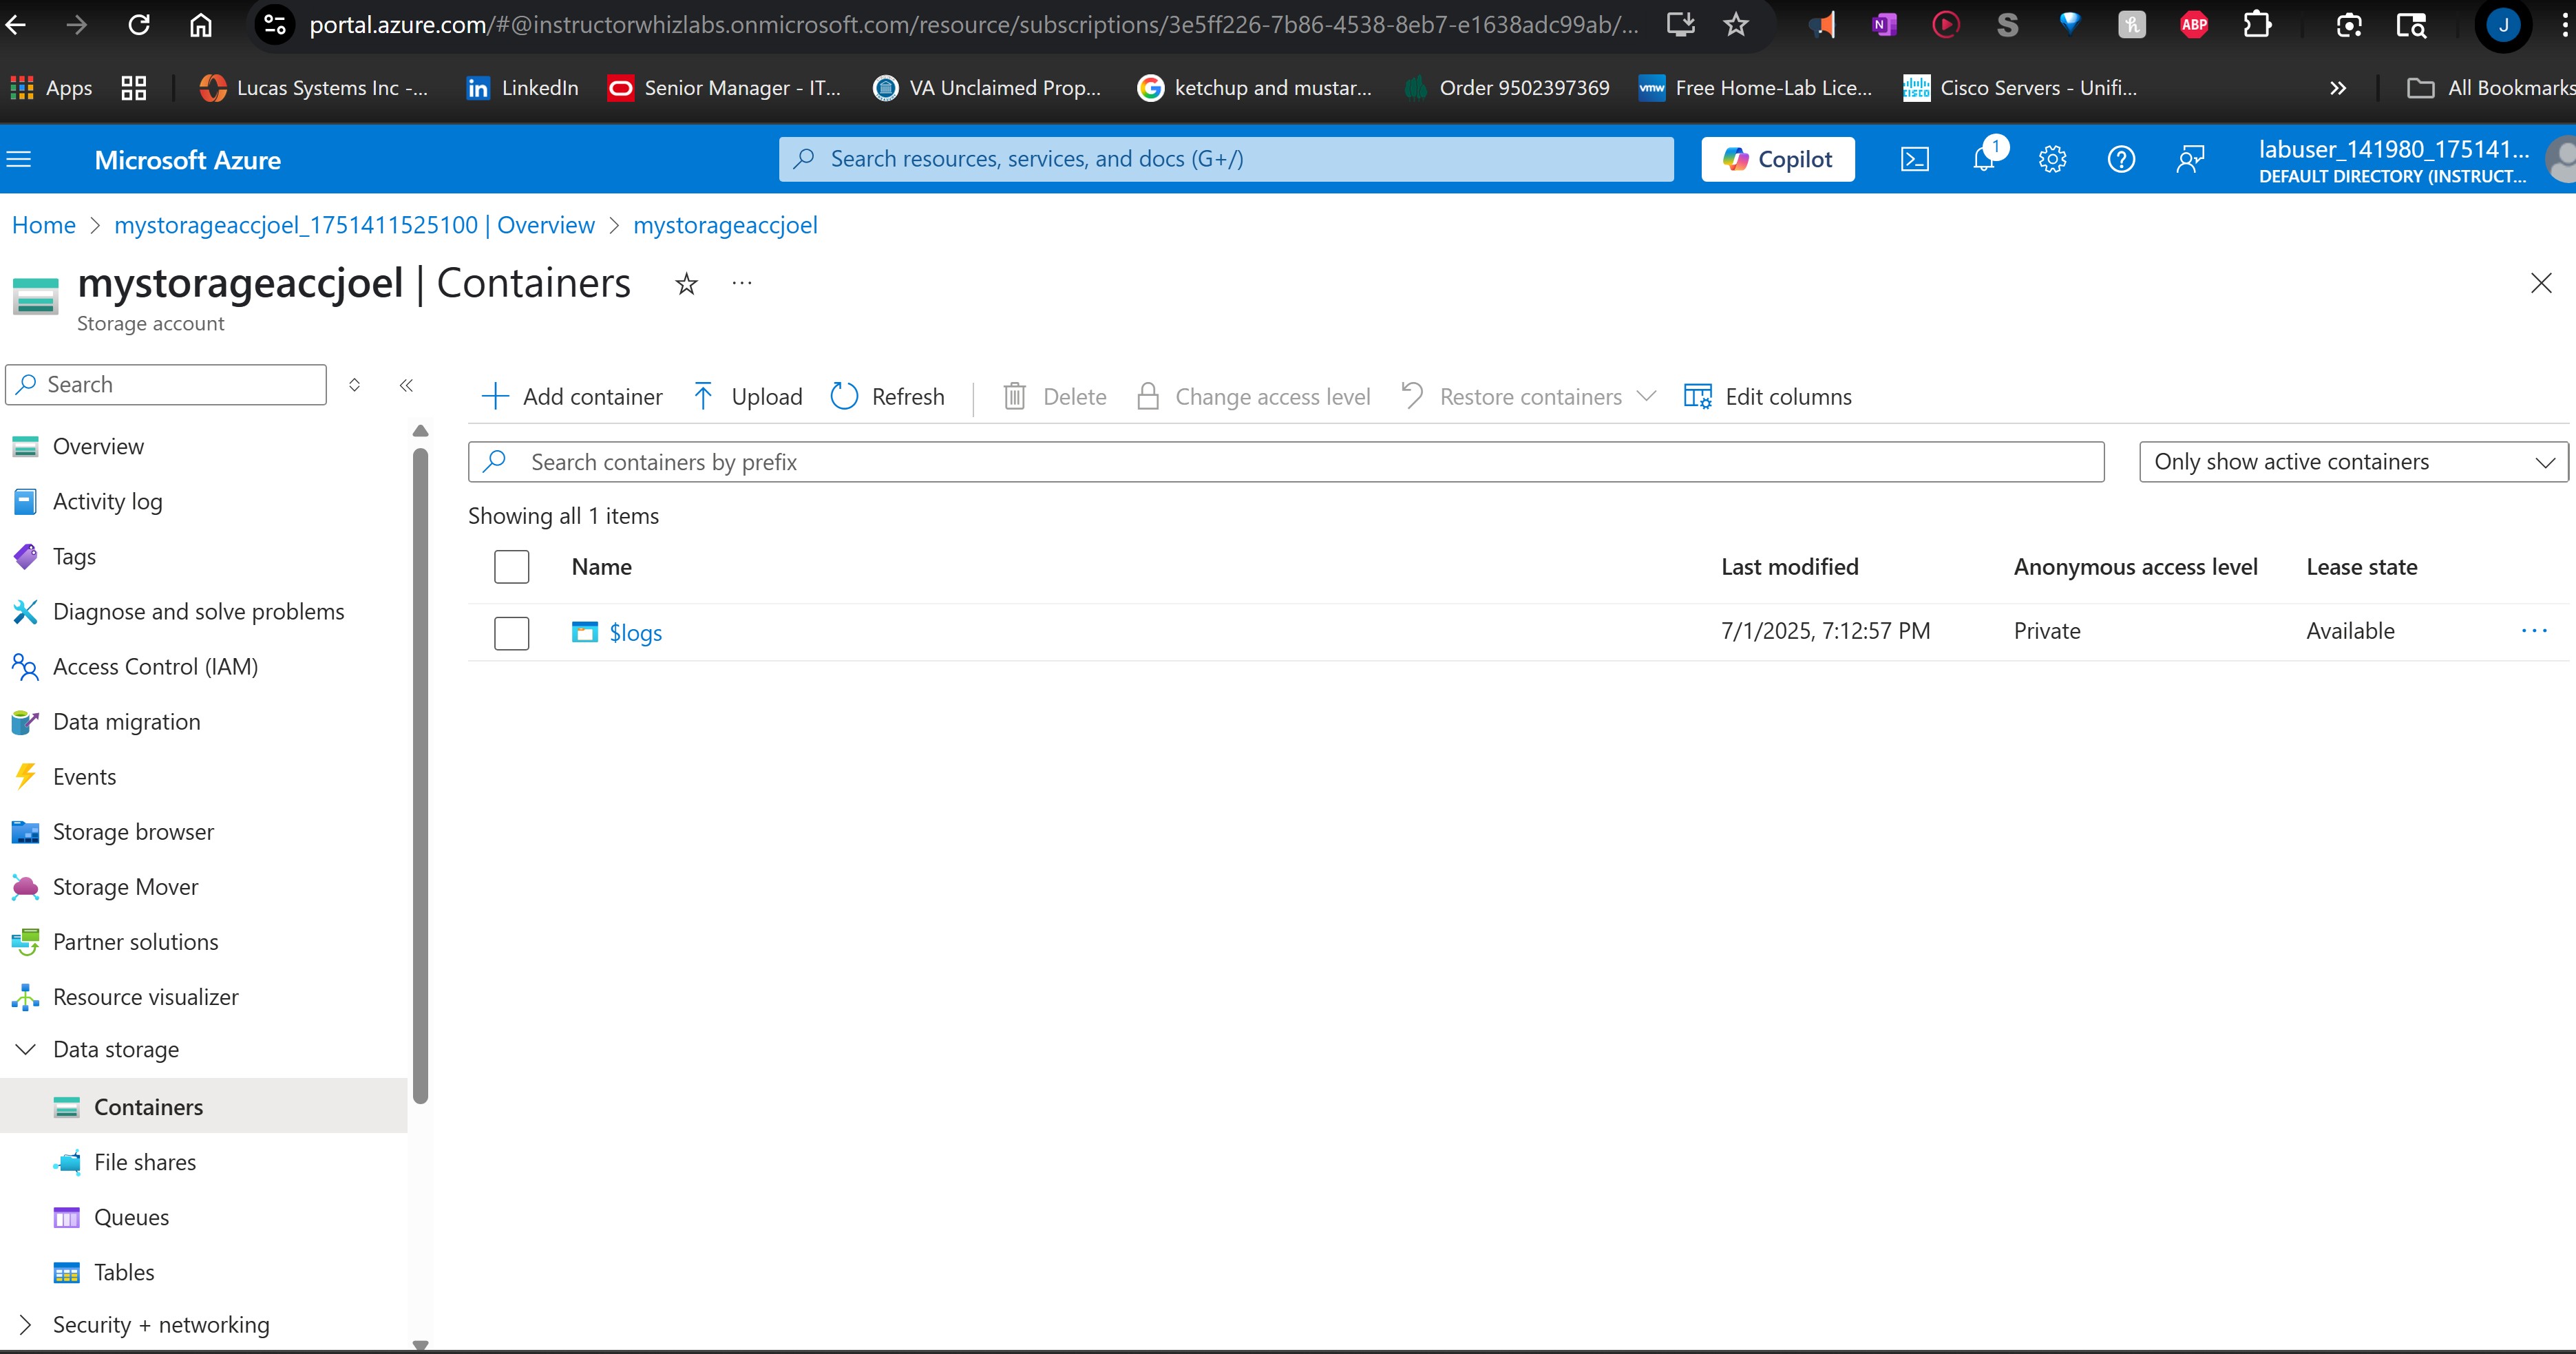 portal.azure.com/#@instructorwhizlabs.onmicrosoft.com/resource/subscriptions/3e5ff226-7b86-4538-8eb7-e1638adc99ab/...
N
S
h
ABP
J
Apps
Lucas Systems Inc -...
in LinkedIn
Senior Manager - IT...
VA Unclaimed Prop...
ketchup and mustar...
Order 9502397369
vmw Free Home-Lab Lice...
CISCO Cisco Servers - Unifi...
»
All Bookmarks
Microsoft Azure
Search resources, services, and docs (G+/)
Copilot
1
labuser_141980_175141...
DEFAULT DIRECTORY (INSTRUCT...
Home > mystorageaccjoel_1751411525100 | Overview > mystorageaccjoel
mystorageaccjoel | Containers
...
Storage account
Search
Overview
Activity log
Tags
Diagnose and solve problems
Access Control (IAM)
Data migration
Events
Storage browser
Storage Mover
Partner solutions
Resource visualizer
Data storage
Containers
File shares
Queues
Tables
Security + networking
Add container
Upload
Refresh
Delete
Change access level
Restore containers
Edit columns
Search containers by prefix
Only show active containers
Showing all 1 items
Name Last modified Anonymous access level Lease state
$logs 7/1/2025, 7:12:57 PM Private Available ...